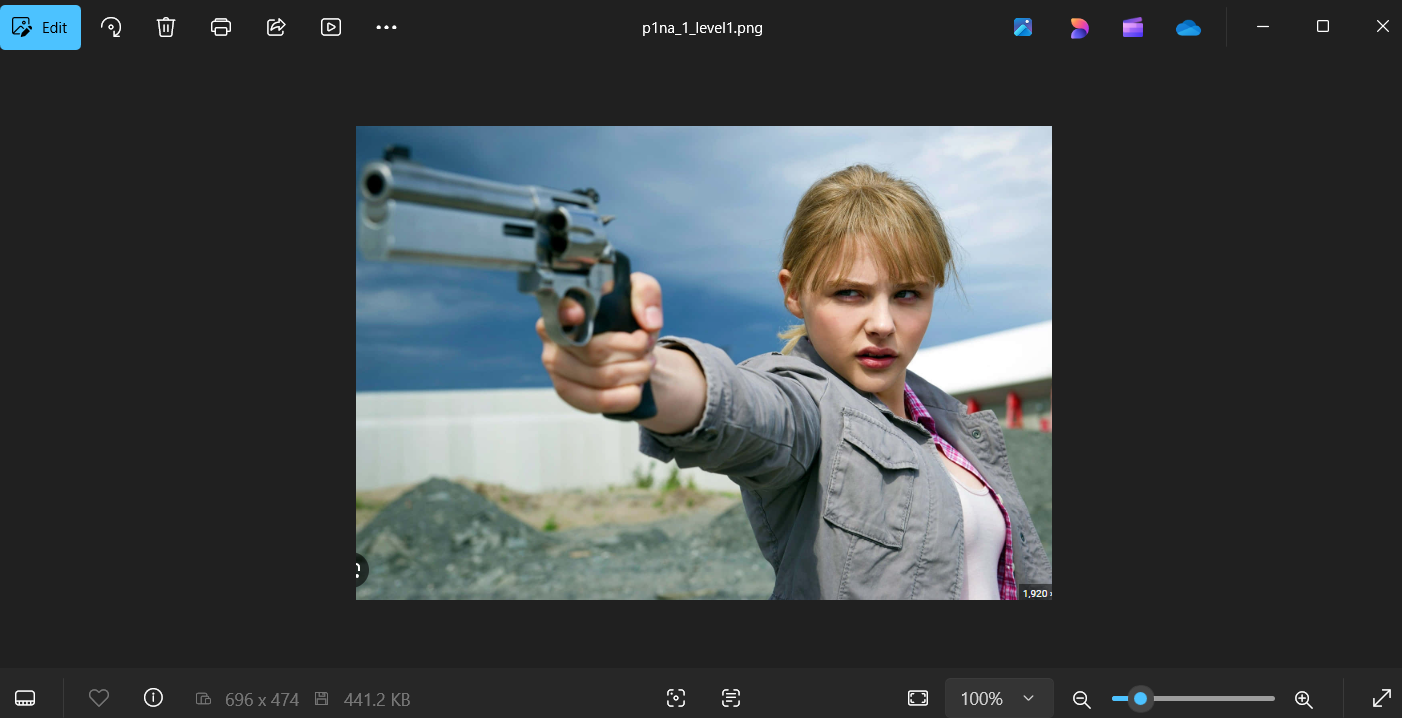 Edit
p1na_1_level1.png
1,920
696 x 474
441.2 KB
100%